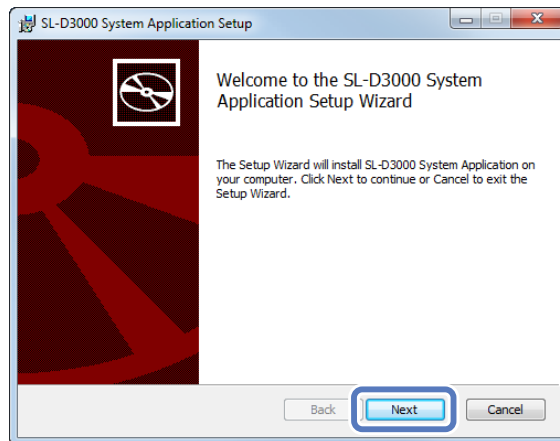 SL-D3000 System Application Setup
Welcome to the SL-D3000 System
Application Setup Wizard
The Setup Wizard will install SL-D3000 System Application on
your computer. Click Next to continue or Cancel to exit the
Setup Wizard.
Back Next Cancel